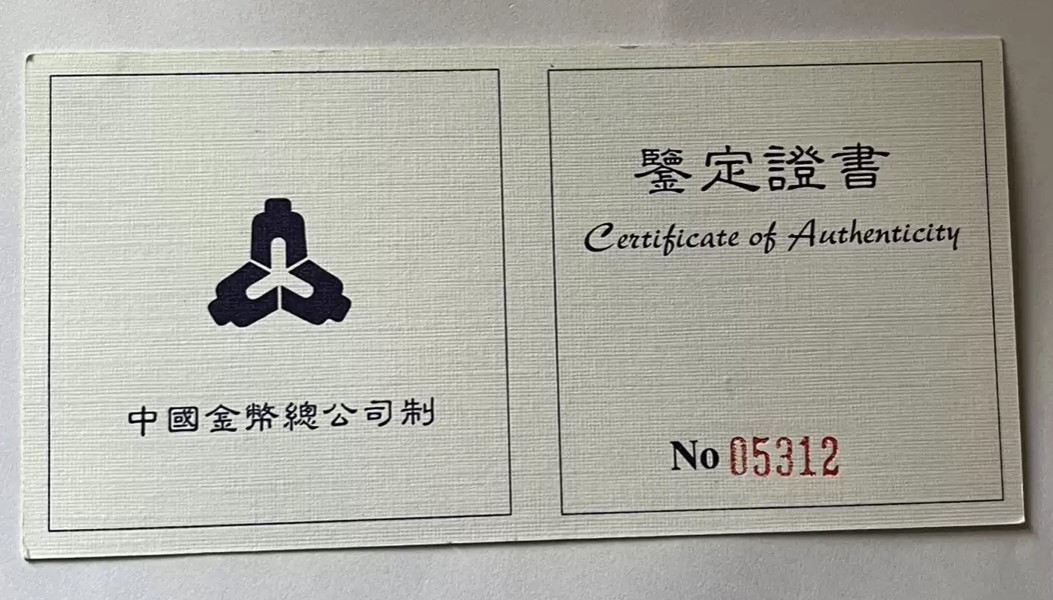 中國金幣總公司制
鑒定證書
Certificate of Authenticity
No 05312